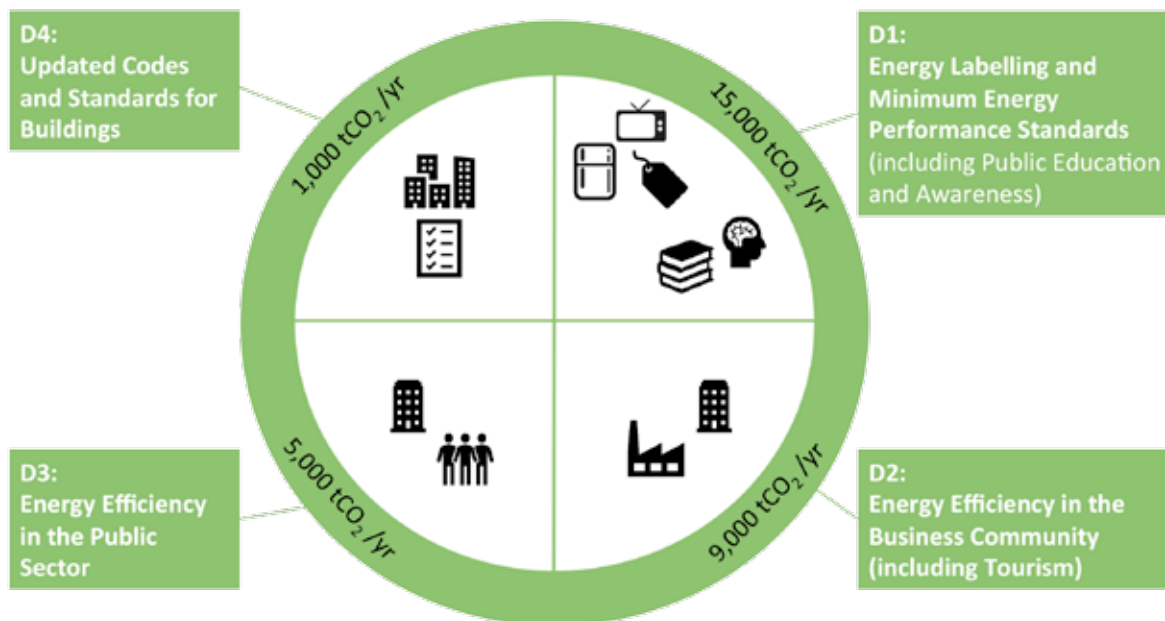 D4:
Updated Codes
and Standards for
Buildings
1,000 tCO₂ /yr
D1:
Energy Labelling and
Minimum Energy
Performance Standards
(including Public Education
and Awareness)
15,000 tCO₂ /yr
D3:
Energy Efficiency
in the Public
Sector
5,000 tCO₂ /yr
D2:
Energy Efficiency in the
Business Community
(including Tourism)
9,000 tCO₂ /yr